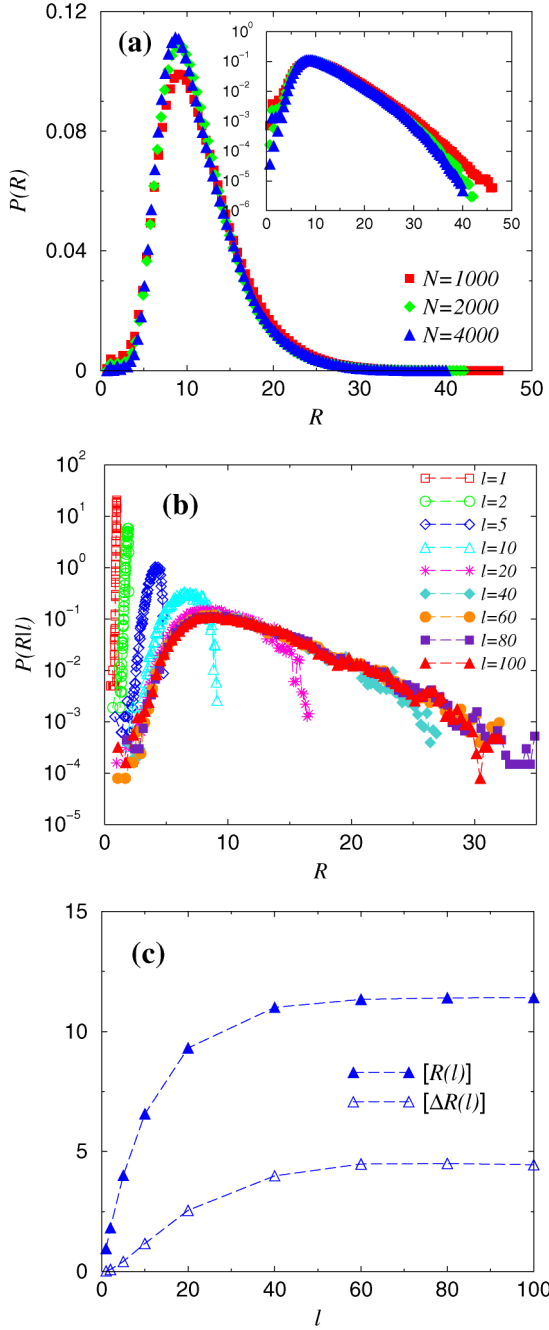 0.12
0.08
0.04
0
P(R)
(a)
10^0
10^-1
10^-2
10^-3
10^-4
10^-5
10^-6
0 10 20 30 40 50
N=1000
N=2000
N=4000
0 10 20 30 40 50
R
10^2
10^1
10^0
10^-1
10^-2
10^-3
10^-4
10^-5
P(R|l)
(b)
l=1
l=2
l=5
l=10
l=20
l=40
l=60
l=80
l=100
0 10 20 30
R
15
10
5
0
(c)
[R(l)]
[ΔR(l)]
0 20 40 60 80 100
l